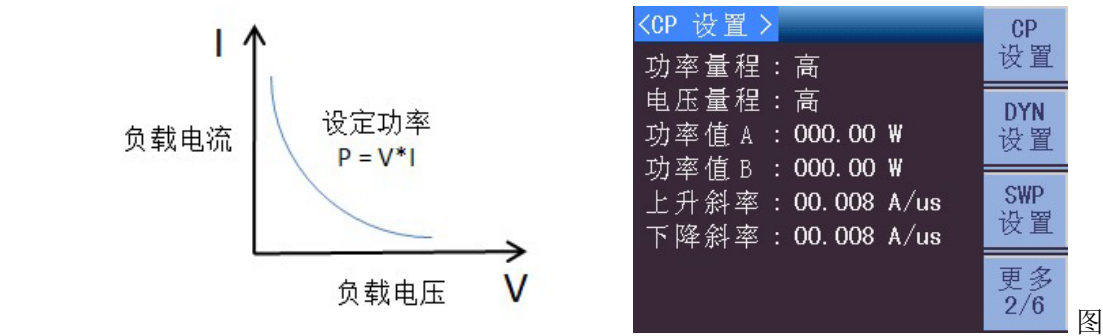 I
负载电流
设定功率
P = V*I
负载电压
V
<CP 设置 >
功率量程 : 高
电压量程 : 高
功率值 A : 000.00 W
功率值 B : 000.00 W
上升斜率 : 00.008 A/us
下降斜率 : 00.008 A/us
CP
设置
DYN
设置
SWP
设置
更多
2/6
图